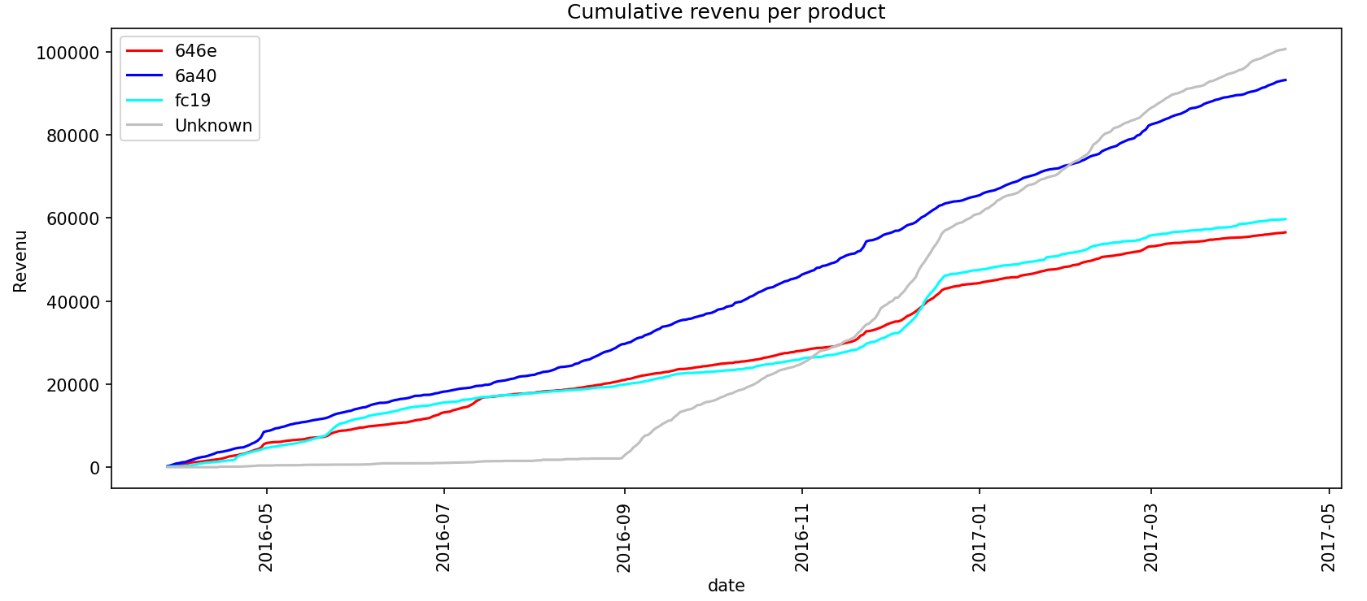 Cumulative revenu per product
646e
6a40
fc19
Unknown
Revenu
100000
80000
60000
40000
20000
0
2016-05
2016-07
2016-09
2016-11
2017-01
2017-03
2017-05
date